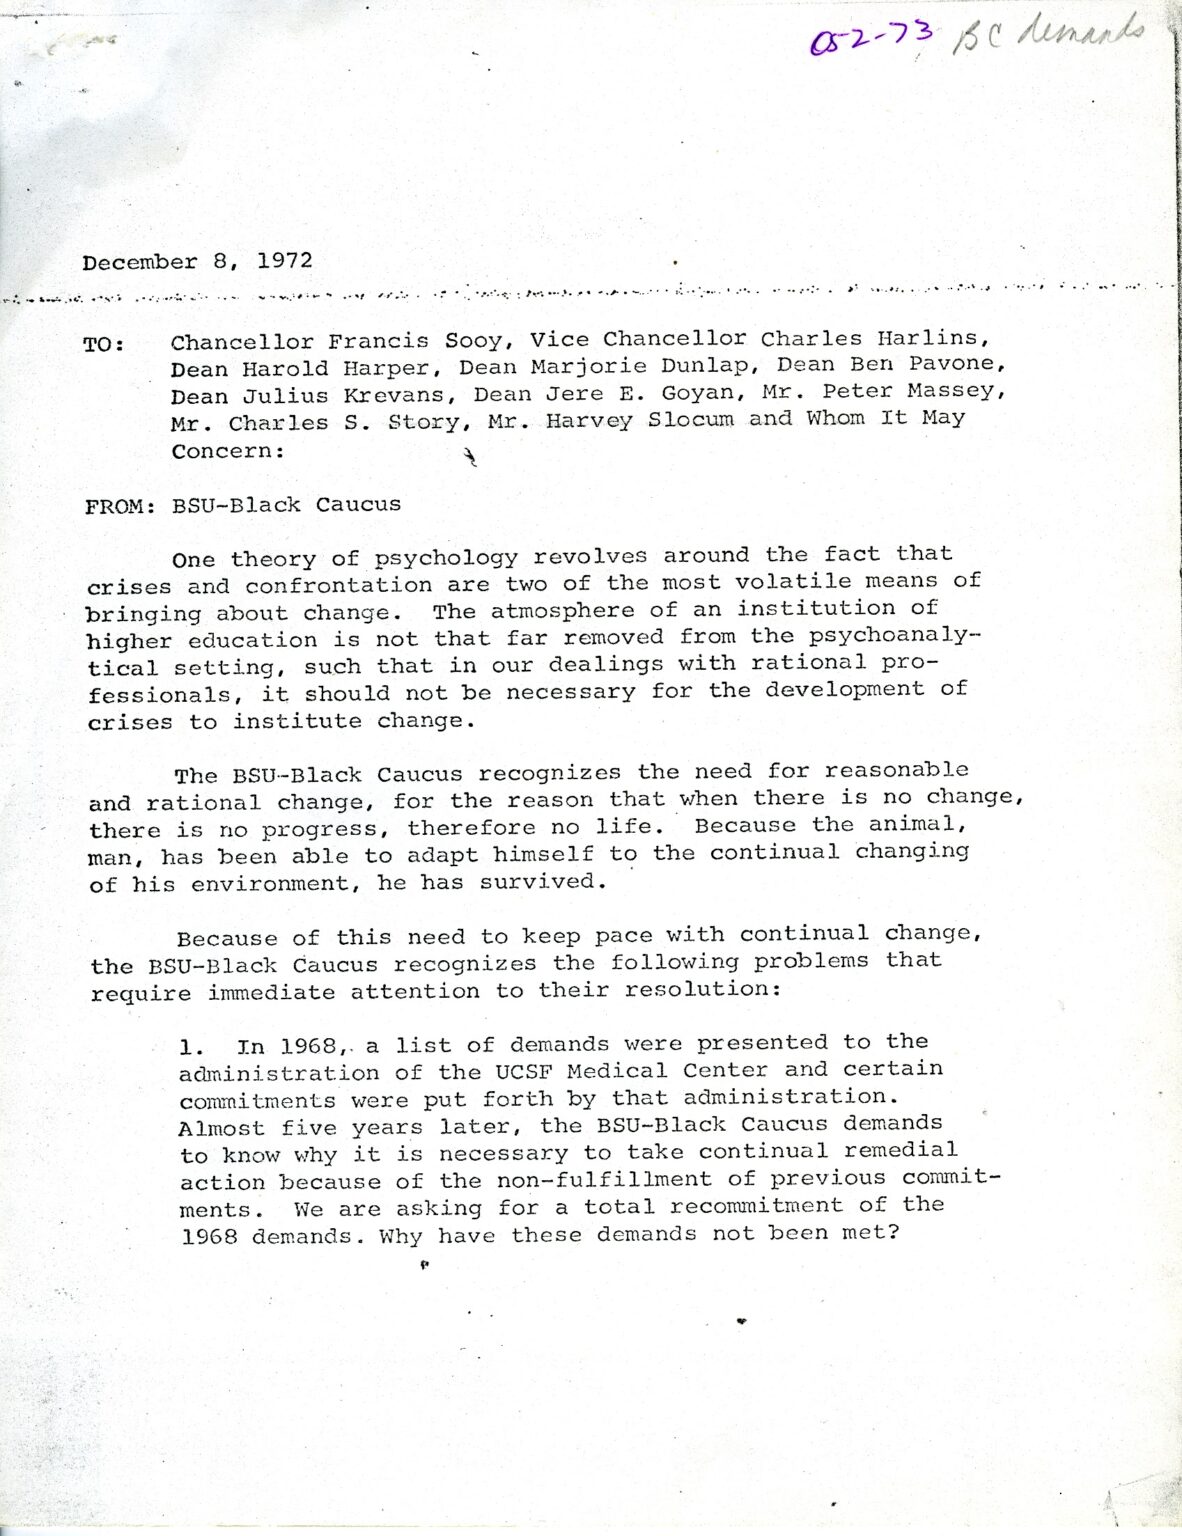 052-73 BC demands
December 8, 1972
TO: Chancellor Francis Sooy, Vice Chancellor Charles Harlins,
Dean Harold Harper, Dean Marjorie Dunlap, Dean Ben Pavone,
Dean Julius Krevans, Dean Jere E. Goyan, Mr. Peter Massey,
Mr. Charles S. Story, Mr. Harvey Slocum and Whom It May
Concern:
FROM: BSU-Black Caucus
One theory of psychology revolves around the fact that
crises and confrontation are two of the most volatile means of
bringing about change. The atmosphere of an institution of
higher education is not that far removed from the psychoanaly-
tical setting, such that in our dealings with rational pro-
fessionals, it should not be necessary for the development of
crises to institute change.
The BSU-Black Caucus recognizes the need for reasonable
and rational change, for the reason that when there is no change,
there is no progress, therefore no life. Because the animal,
man, has been able to adapt himself to the continual changing
of his environment, he has survived.
Because of this need to keep pace with continual change,
the BSU-Black Caucus recognizes the following problems that
require immediate attention to their resolution:
1. In 1968, a list of demands were presented to the
administration of the UCSF Medical Center and certain
commitments were put forth by that administration.
Almost five years later, the BSU-Black Caucus demands
to know why it is necessary to take continual remedial
action because of the non-fulfillment of previous commit-
ments. We are asking for a total recommitment of the
1968 demands. Why have these demands not been met?